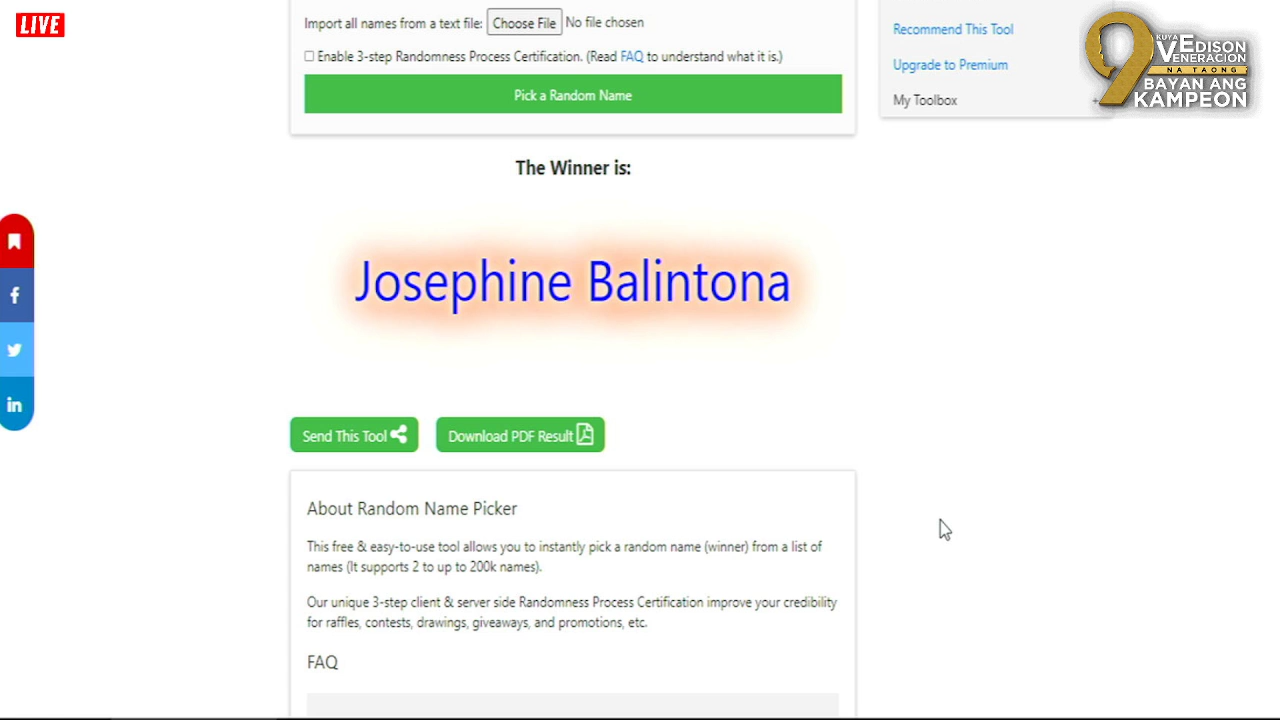 LIVE
Import all names from a text file: Choose File No file chosen
Enable 3-step Randomness Process Certification. (Read FAQ to understand what it is.)
Pick a Random Name
Recommend This Tool
Upgrade to Premium
My Toolbox
9
KUYA
VEDISON
VENERACION
NA TAONG
BAYAN ANG
KAMPEON
The Winner is:
Josephine Balintona
f
in
Send This Tool
Download PDF Result
About Random Name Picker
This free & easy-to-use tool allows you to instantly pick a random name (winner) from a list of
names (It supports 2 to up to 200k names).
Our unique 3-step client & server side Randomness Process Certification improve your credibility
for raffles, contests, drawings, giveaways, and promotions, etc.
FAQ